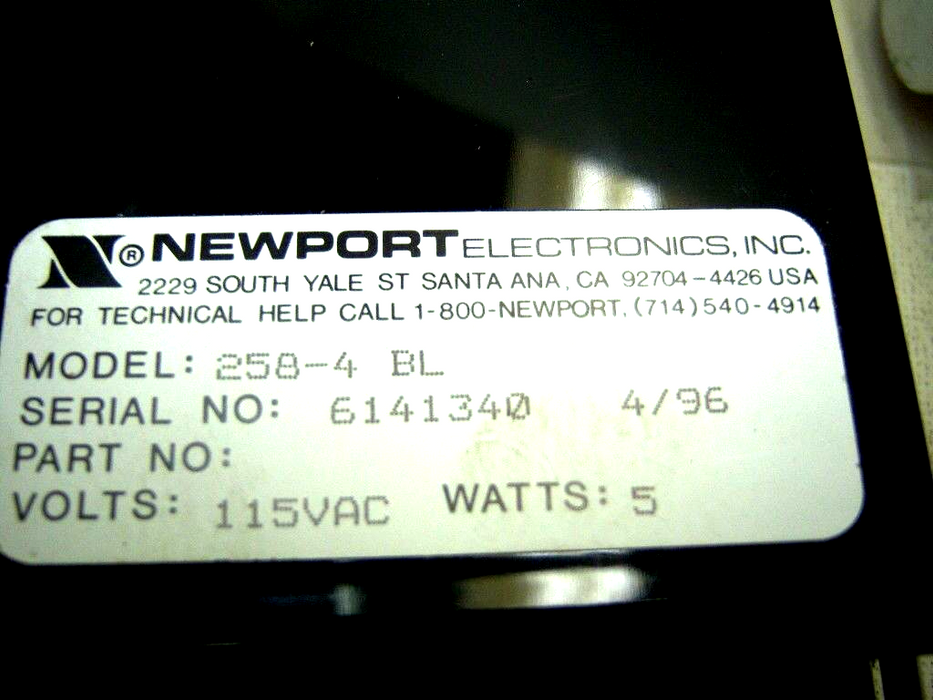 N® NEWPORT ELECTRONICS, INC.
2229 SOUTH YALE ST SANTA ANA, CA 92704-4426 USA
FOR TECHNICAL HELP CALL 1-800-NEWPORT, (714)540-4914
MODEL: 258-4 BL
SERIAL NO: 6141340 4/96
PART NO:
VOLTS: 115VAC WATTS: 5